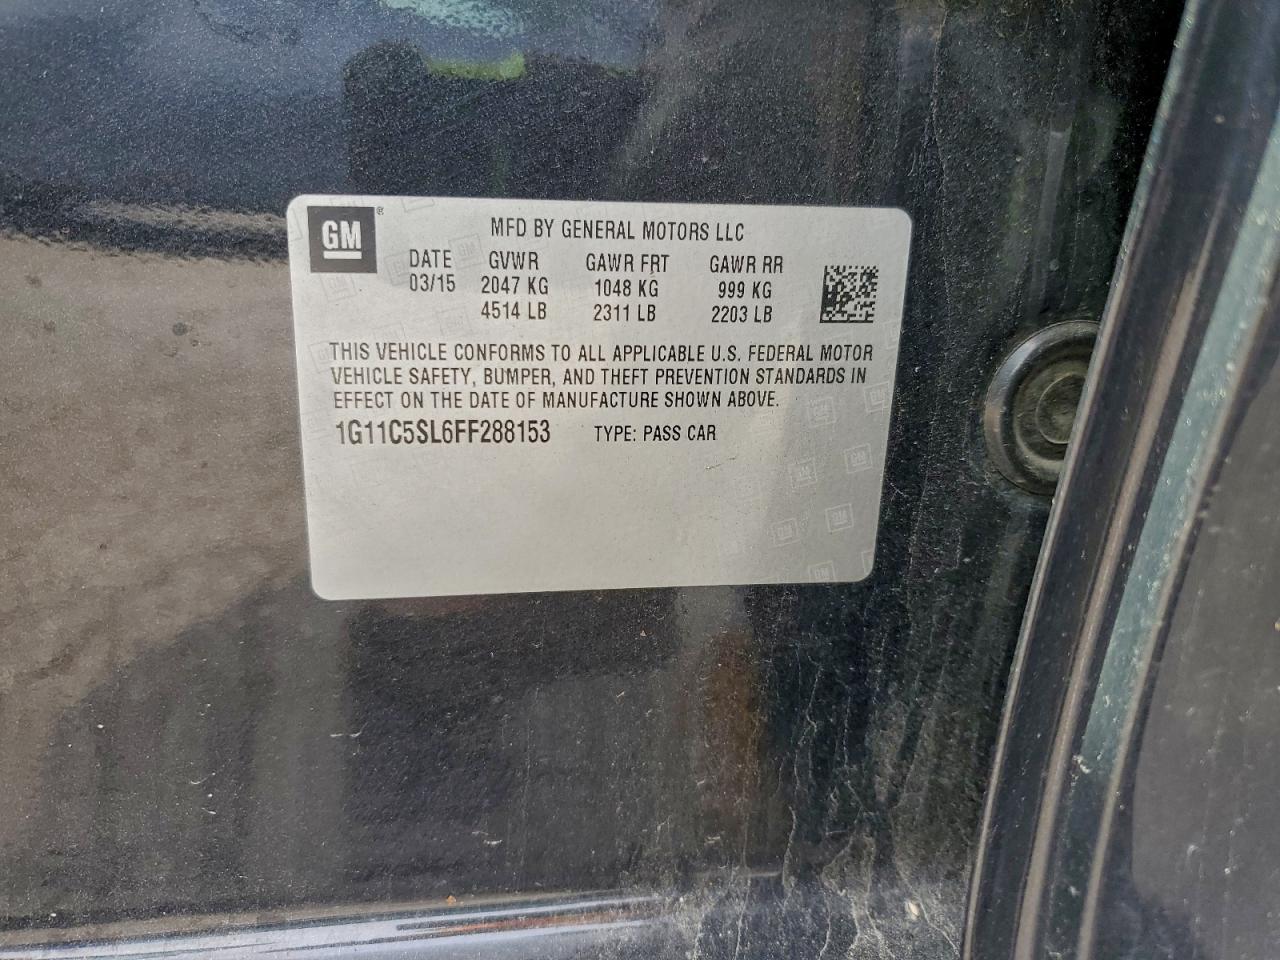 GM®
MFD BY GENERAL MOTORS LLC
DATE GVWR GAWR FRT GAWR RR
03/15 2047 KG 1048 KG 999 KG
4514 LB 2311 LB 2203 LB
THIS VEHICLE CONFORMS TO ALL APPLICABLE U.S. FEDERAL MOTOR
VEHICLE SAFETY, BUMPER, AND THEFT PREVENTION STANDARDS IN
EFFECT ON THE DATE OF MANUFACTURE SHOWN ABOVE.
1G11C5SL6FF288153 TYPE: PASS CAR